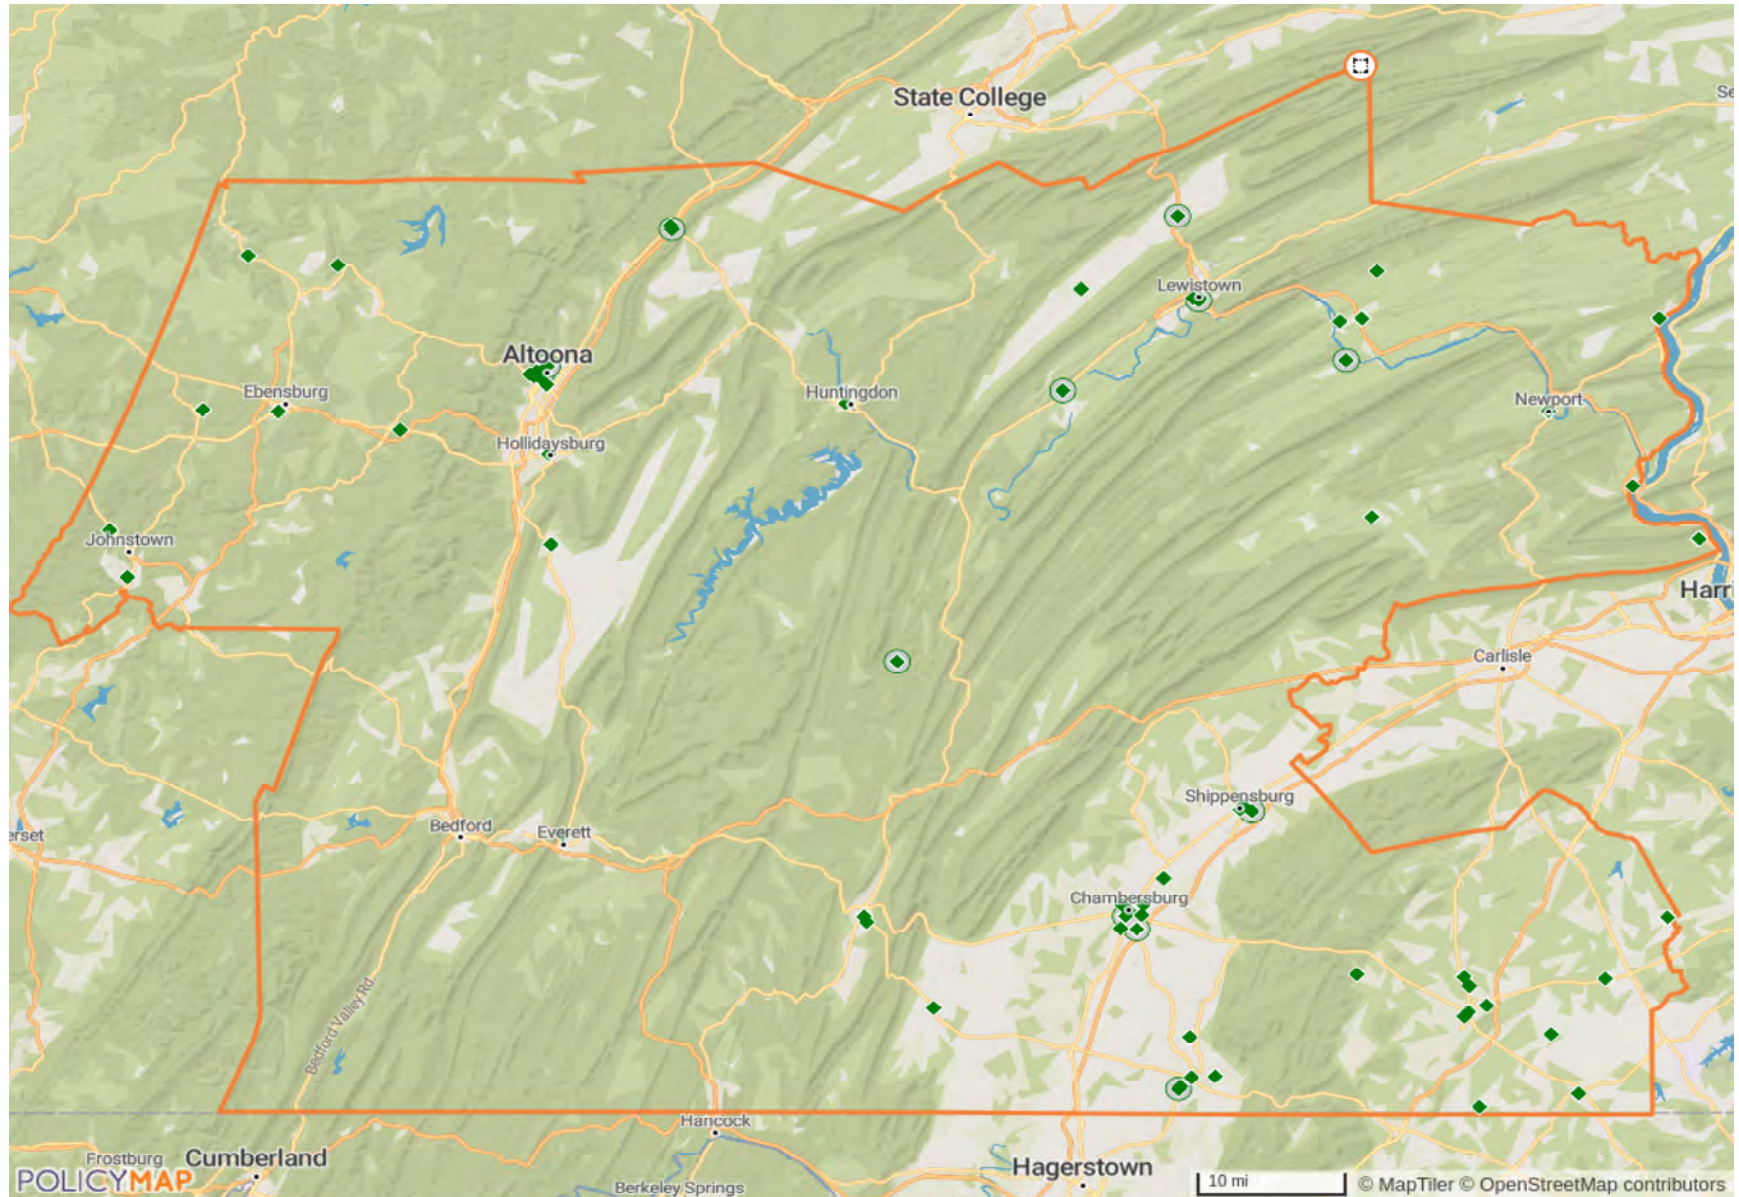 State College
Se
Lewistown
Altoona
Ebensburg
Huntingdon
Newport
Hollidaysburg
Johnstown
Harr
Carlisle
Shippensburg
Bedford
Everett
erset
Chambersburg
Bedford Valley Rd
Hancock
Frostburg
Cumberland
Hagerstown
POLICYMAP
Berkeley Springs
10 mi
© MapTiler © OpenStreetMap contributors